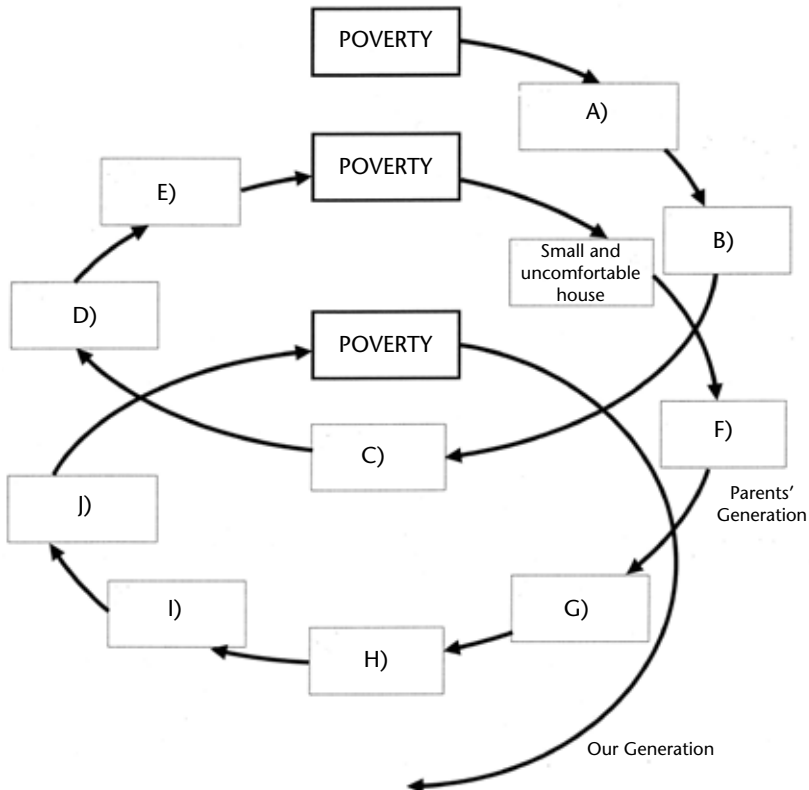 POVERTY
A)
POVERTY
E)
B)
Small and
uncomfortable
house
D)
POVERTY
F)
C)
Parents'
Generation
J)
I)
G)
H)
Our Generation